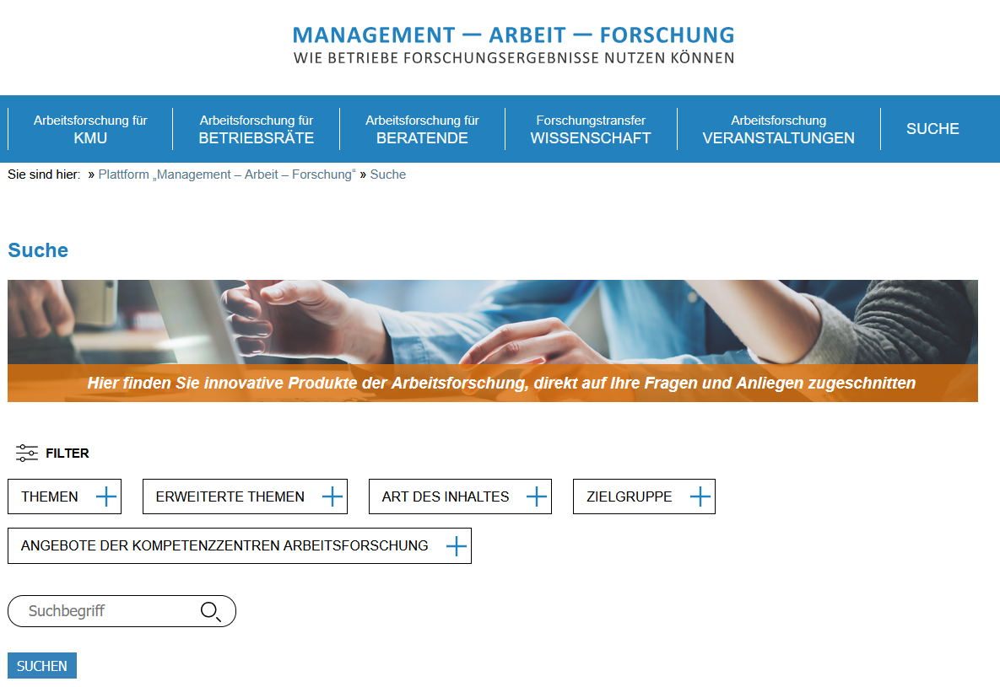 MANAGEMENT — ARBEIT — FORSCHUNG
WIE BETRIEBE FORSCHUNGSERGEBNISSE NUTZEN KÖNNEN
Arbeitsforschung für
KMU
Arbeitsforschung für
BETRIEBSRÄTE
Arbeitsforschung für
BERATENDE
Forschungstransfer
WISSENSCHAFT
Arbeitsforschung
VERANSTALTUNGEN
SUCHE
Sie sind hier: » Plattform „Management – Arbeit – Forschung“ » Suche
Suche
Hier finden Sie innovative Produkte der Arbeitsforschung, direkt auf Ihre Fragen und Anliegen zugeschnitten
FILTER
THEMEN
ERWEITERTE THEMEN
ART DES INHALTES
ZIELGRUPPE
ANGEBOTE DER KOMPETENZZENTREN ARBEITSFORSCHUNG
Suchbegriff
SUCHEN